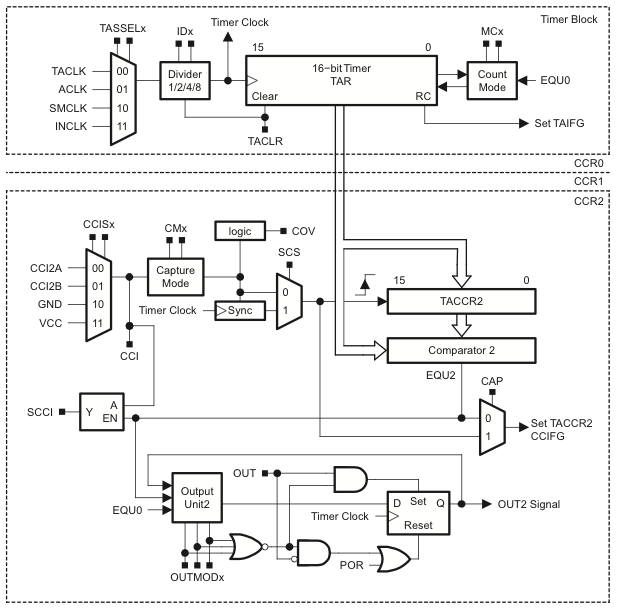 Timer Block
TASSELx
IDx
Timer Clock
15
0
MCx
TACLK
ACLK
SMCLK
INCLK
00
01
10
11
Divider
1/2/4/8
16−bit Timer
TAR
Clear
RC
Count
Mode
EQU0
Set TAIFG
TACLR
CCR0
CCR1
CCR2
CCISx
CMx
logic
COV
SCS
CCI2A
CCI2B
GND
VCC
00
01
10
11
Capture
Mode
Timer Clock
Sync
0
1
15
0
TACCR2
Comparator 2
CCI
EQU2
CAP
SCCI
Y
A
EN
0
1
Set TACCR2
CCIFG
OUT
Output
Unit2
EQU0
Timer Clock
D
Set
Q
Reset
OUT2 Signal
POR
OUTMODx